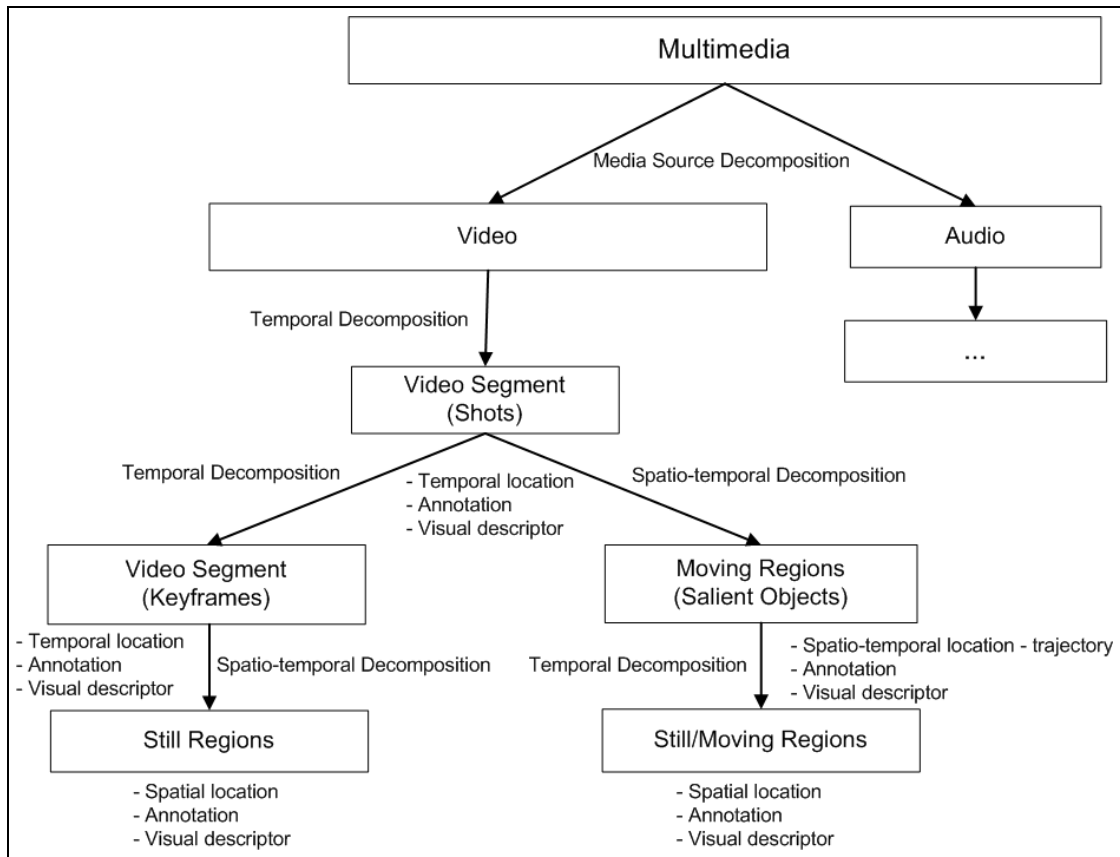 Multimedia
Media Source Decomposition
Video
Audio
Temporal Decomposition
...
Video Segment
(Shots)
Temporal Decomposition
- Temporal location
- Annotation
- Visual descriptor
Spatio-temporal Decomposition
Video Segment
(Keyframes)
Moving Regions
(Salient Objects)
- Temporal location
- Annotation
- Visual descriptor
Spatio-temporal Decomposition
Temporal Decomposition
- Spatio-temporal location - trajectory
- Annotation
- Visual descriptor
Still Regions
Still/Moving Regions
- Spatial location
- Annotation
- Visual descriptor
- Spatial location
- Annotation
- Visual descriptor